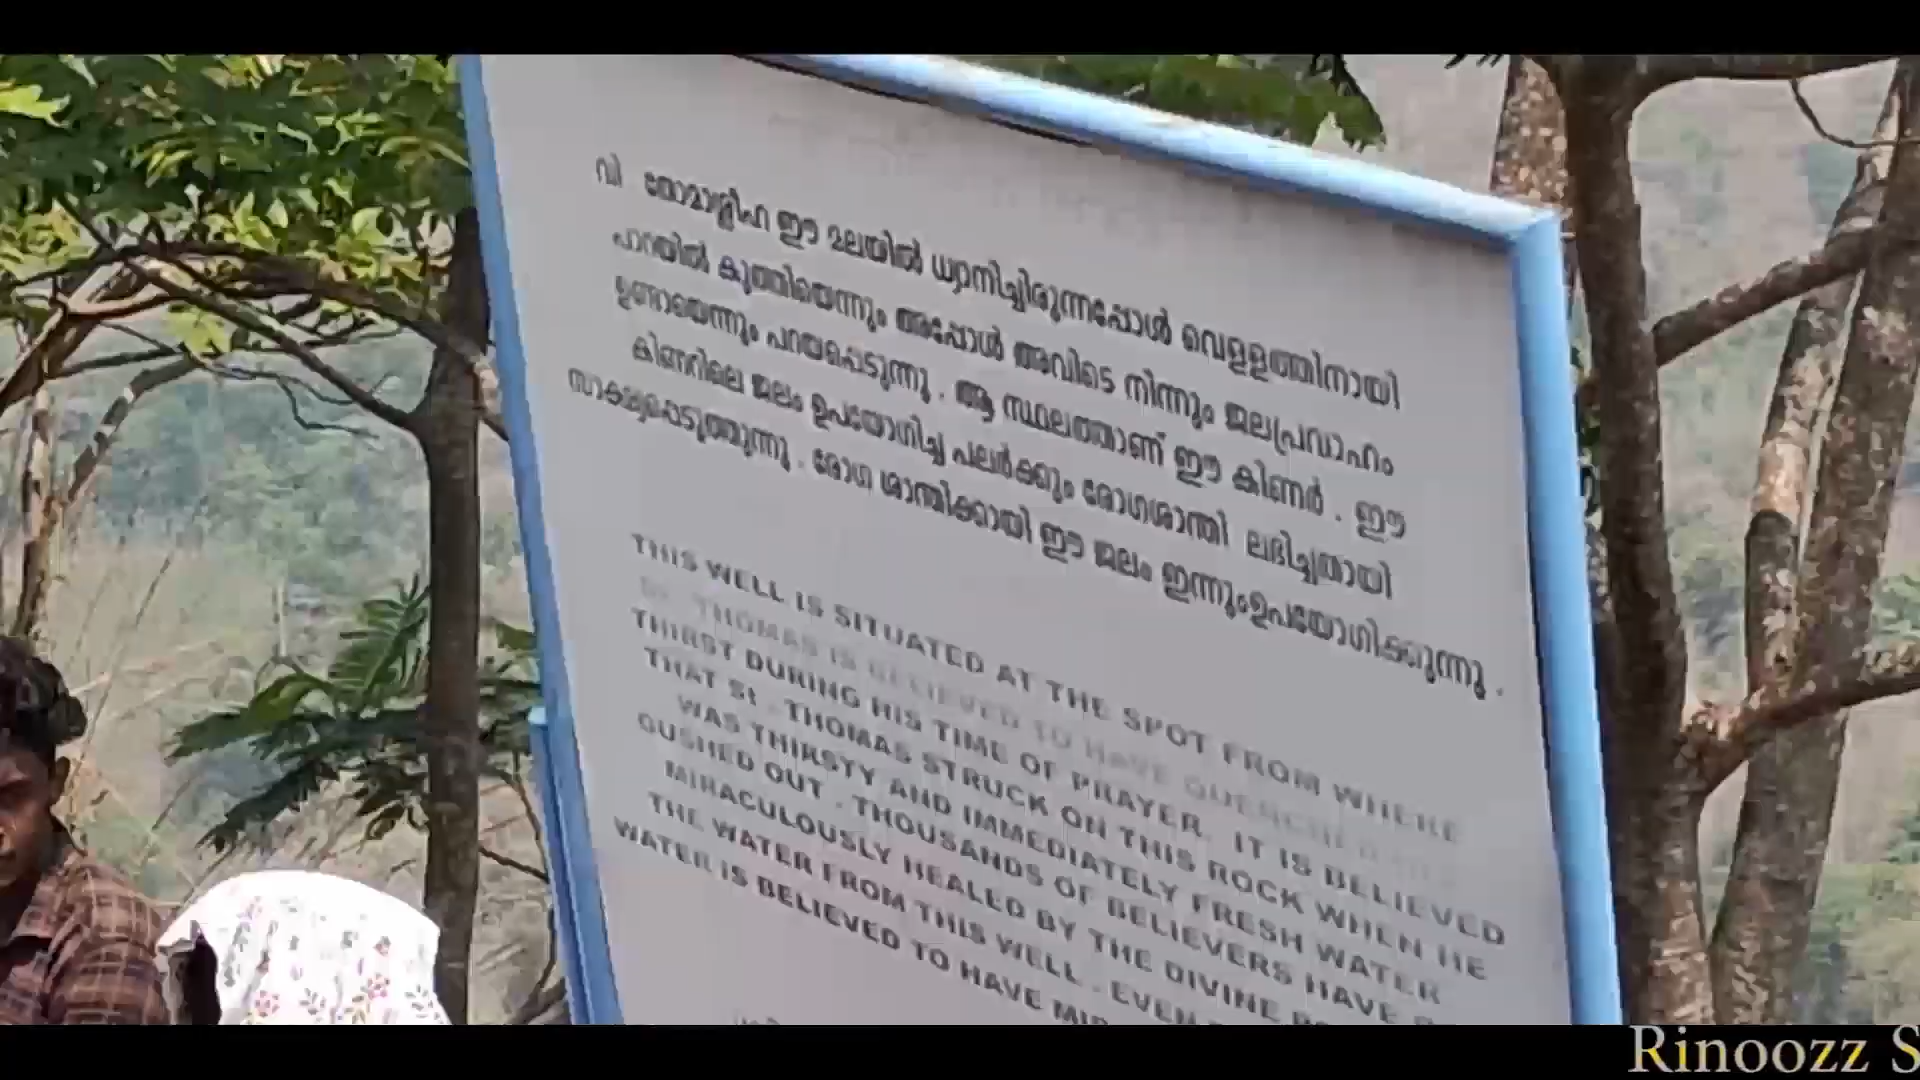 വി തോമാശ്ലീഹ ഈ മലയിൽ ധ്യാനിച്ചിരുന്നപ്പോൾ വെളളത്തിനായി
പാറയിൽ കുത്തിയെന്നും അപ്പോൾ അവിടെ നിന്നും ജലപ്രവാഹം
ഉണ്ടായെന്നും പറയപ്പെടുന്നു . ആ സ്ഥലത്താണ് ഈ കിണർ . ഈ
കിണറിലെ ജലം ഉപയോഗിച്ച പലർക്കും രോഗശാന്തി ലഭിച്ചതായി
സാക്ഷ്യപ്പെടുത്തുന്നു . രോഗ ശാന്തിക്കായി ഈ ജലം ഇന്നുംഉപയോഗിക്കുന്നു .
THIS WELL IS SITUATED AT THE SPOT FROM WHERE
St . THOMAS IS BELIEVED TO HAVE QUENCHED HIS
THIRST DURING HIS TIME OF PRAYER. IT IS BELIEVED
THAT St . THOMAS STRUCK ON THIS ROCK WHEN HE
WAS THIRSTY AND IMMEDIATELY FRESH WATER
GUSHED OUT . THOUSANDS OF BELIEVERS HAVE
MIRACULOUSLY HEALED BY THE DIVINE
THE WATER FROM THIS WELL . EVEN
WATER IS BELIEVED TO HAVE
Rinoozz S